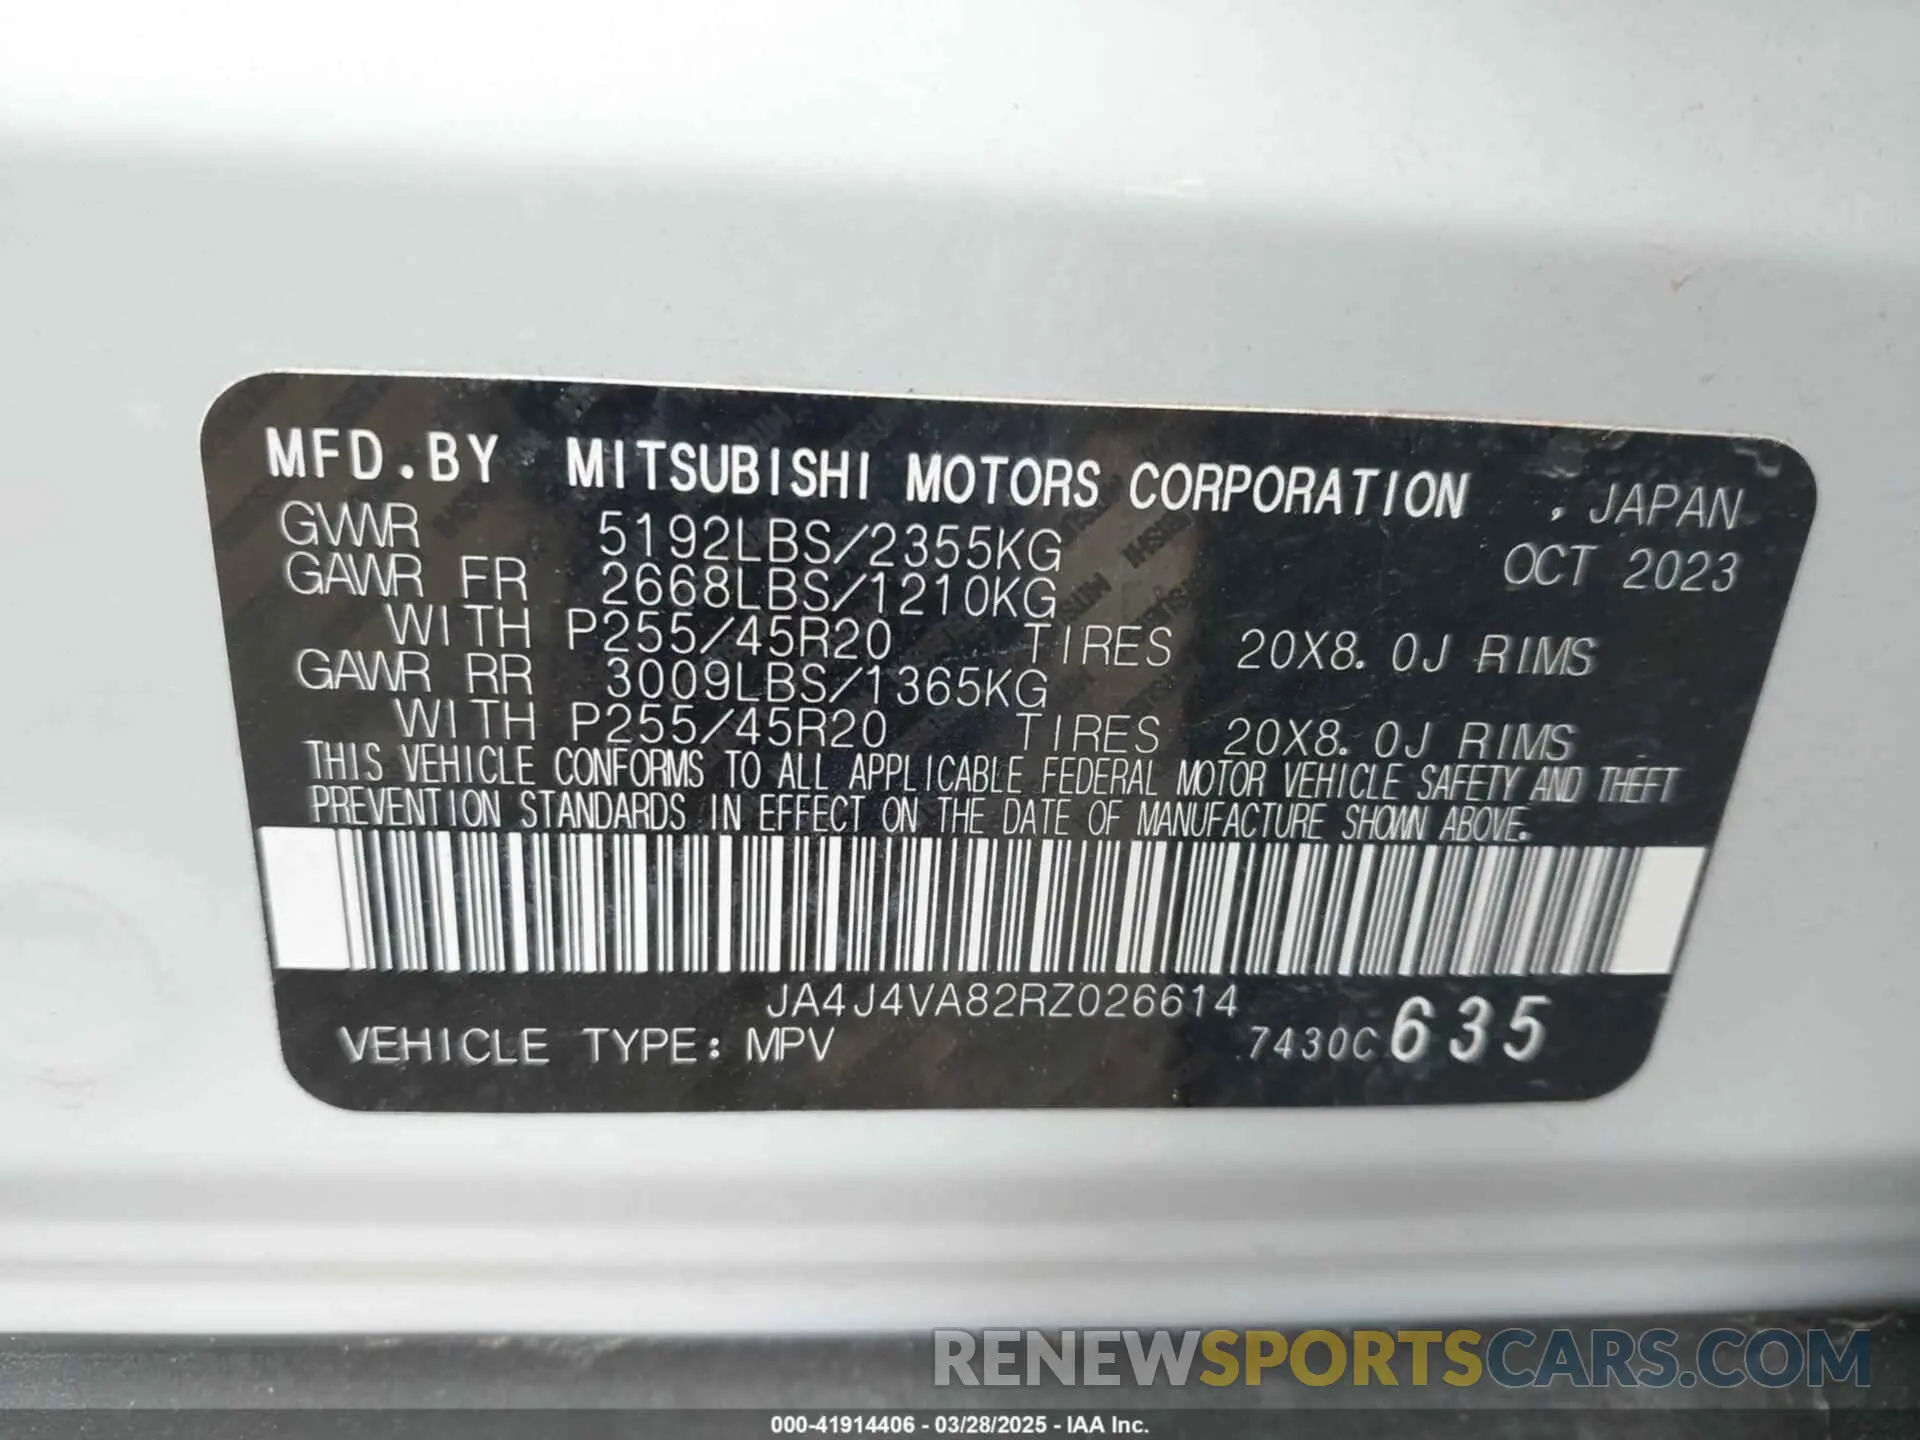 MFD.BY MITSUBISHI MOTORS CORPORATION , JAPAN
GVWR 5192LBS/2355KG OCT 2023
GAWR FR 2668LBS/1210KG
WITH P255/45R20 TIRES 20X8.0J RIMS
GAWR RR 3009LBS/1365KG
WITH P255/45R20 TIRES 20X8.0J RIMS
THIS VEHICLE CONFORMS TO ALL APPLICABLE FEDERAL MOTOR VEHICLE SAFETY AND THEFT
PREVENTION STANDARDS IN EFFECT ON THE DATE OF MANUFACTURE SHOWN ABOVE.
JA4J4VA82RZ026614
VEHICLE TYPE: MPV 7430C 635
RENEWSPORTSCARS.COM
000-41914406 - 03/28/2025 - IAA Inc.